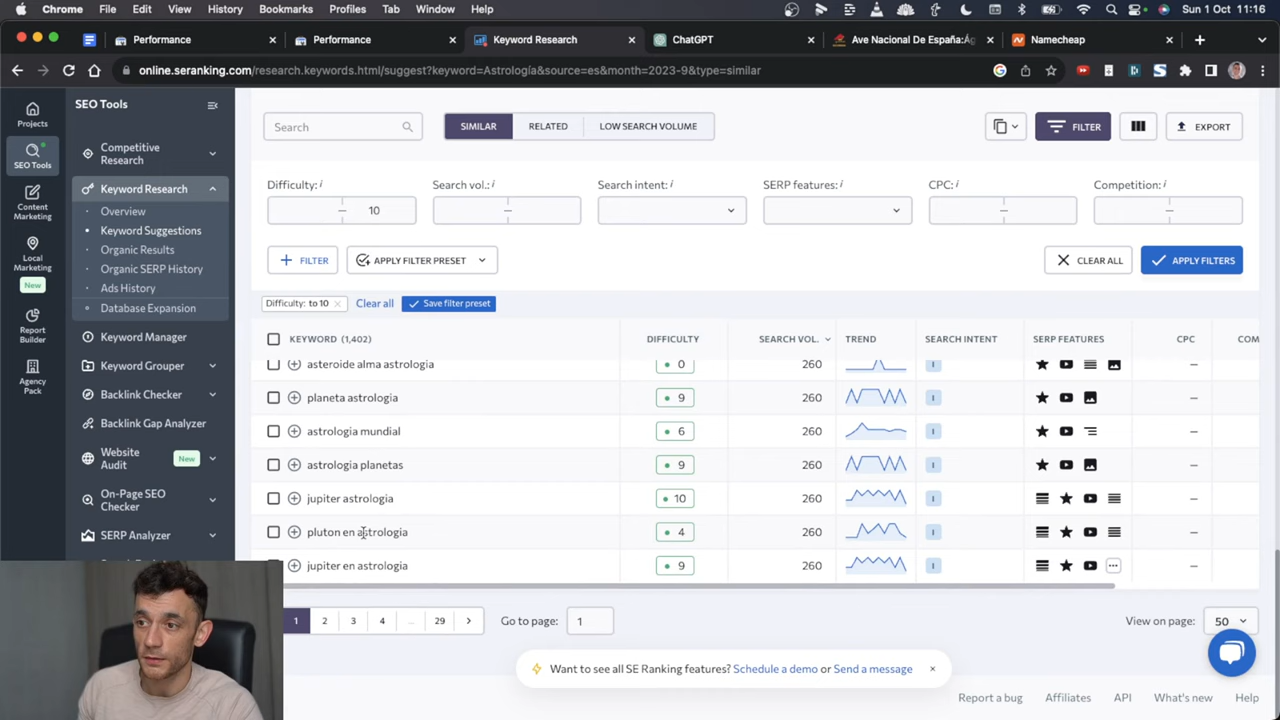 Chrome File Edit View History Bookmarks Profiles Tab Window Help Sun 1 Oct 11:16
Performance Performance Keyword Research ChatGPT Ave Nacional De España: Namecheap
online.seranking.com/research.keywords.html/suggest?keyword=Astrología&source=es&month=2023-9&type=similar
Projects
SEO Tools
Content Marketing
Local Marketing
New
Report Builder
Agency Pack
SEO Tools
Competitive Research
Keyword Research
Overview
Keyword Suggestions
Organic Results
Organic SERP History
Ads History
Database Expansion
Keyword Manager
Keyword Grouper
Backlink Checker
Backlink Gap Analyzer
Website Audit New
On-Page SEO Checker
SERP Analyzer
Search SIMILAR RELATED LOW SEARCH VOLUME FILTER EXPORT
Difficulty: i Search vol.: i Search intent: i SERP features: i CPC: i Competition: i
– 10 – – –
+ FILTER APPLY FILTER PRESET CLEAR ALL APPLY FILTERS
Difficulty: to 10 Clear all Save filter preset
KEYWORD (1,402) DIFFICULTY SEARCH VOL. TREND SEARCH INTENT SERP FEATURES CPC COM
asteroide alma astrologia 0 260 I –
planeta astrologia 9 260 I –
astrologia mundial 6 260 I –
astrologia planetas 9 260 I –
jupiter astrologia 10 260 I –
pluton en astrologia 4 260 I –
jupiter en astrologia 9 260 I –
1 2 3 4 ... 29 Go to page: 1 View on page: 50
Want to see all SE Ranking features? Schedule a demo or Send a message
Report a bug Affiliates API What's new Help